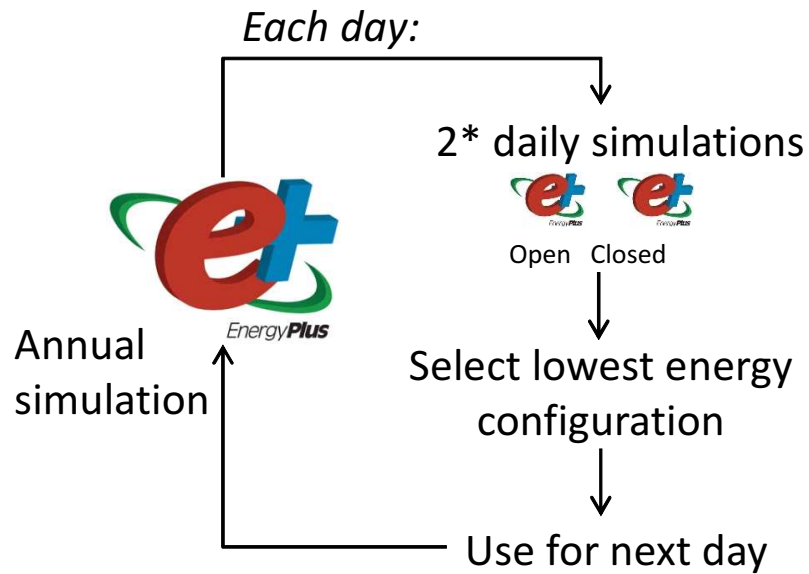 Each day:
2* daily simulations
e+ e+
EnergyPlus EnergyPlus
Open Closed
e+
EnergyPlus
Annual
simulation
Select lowest energy
configuration
Use for next day